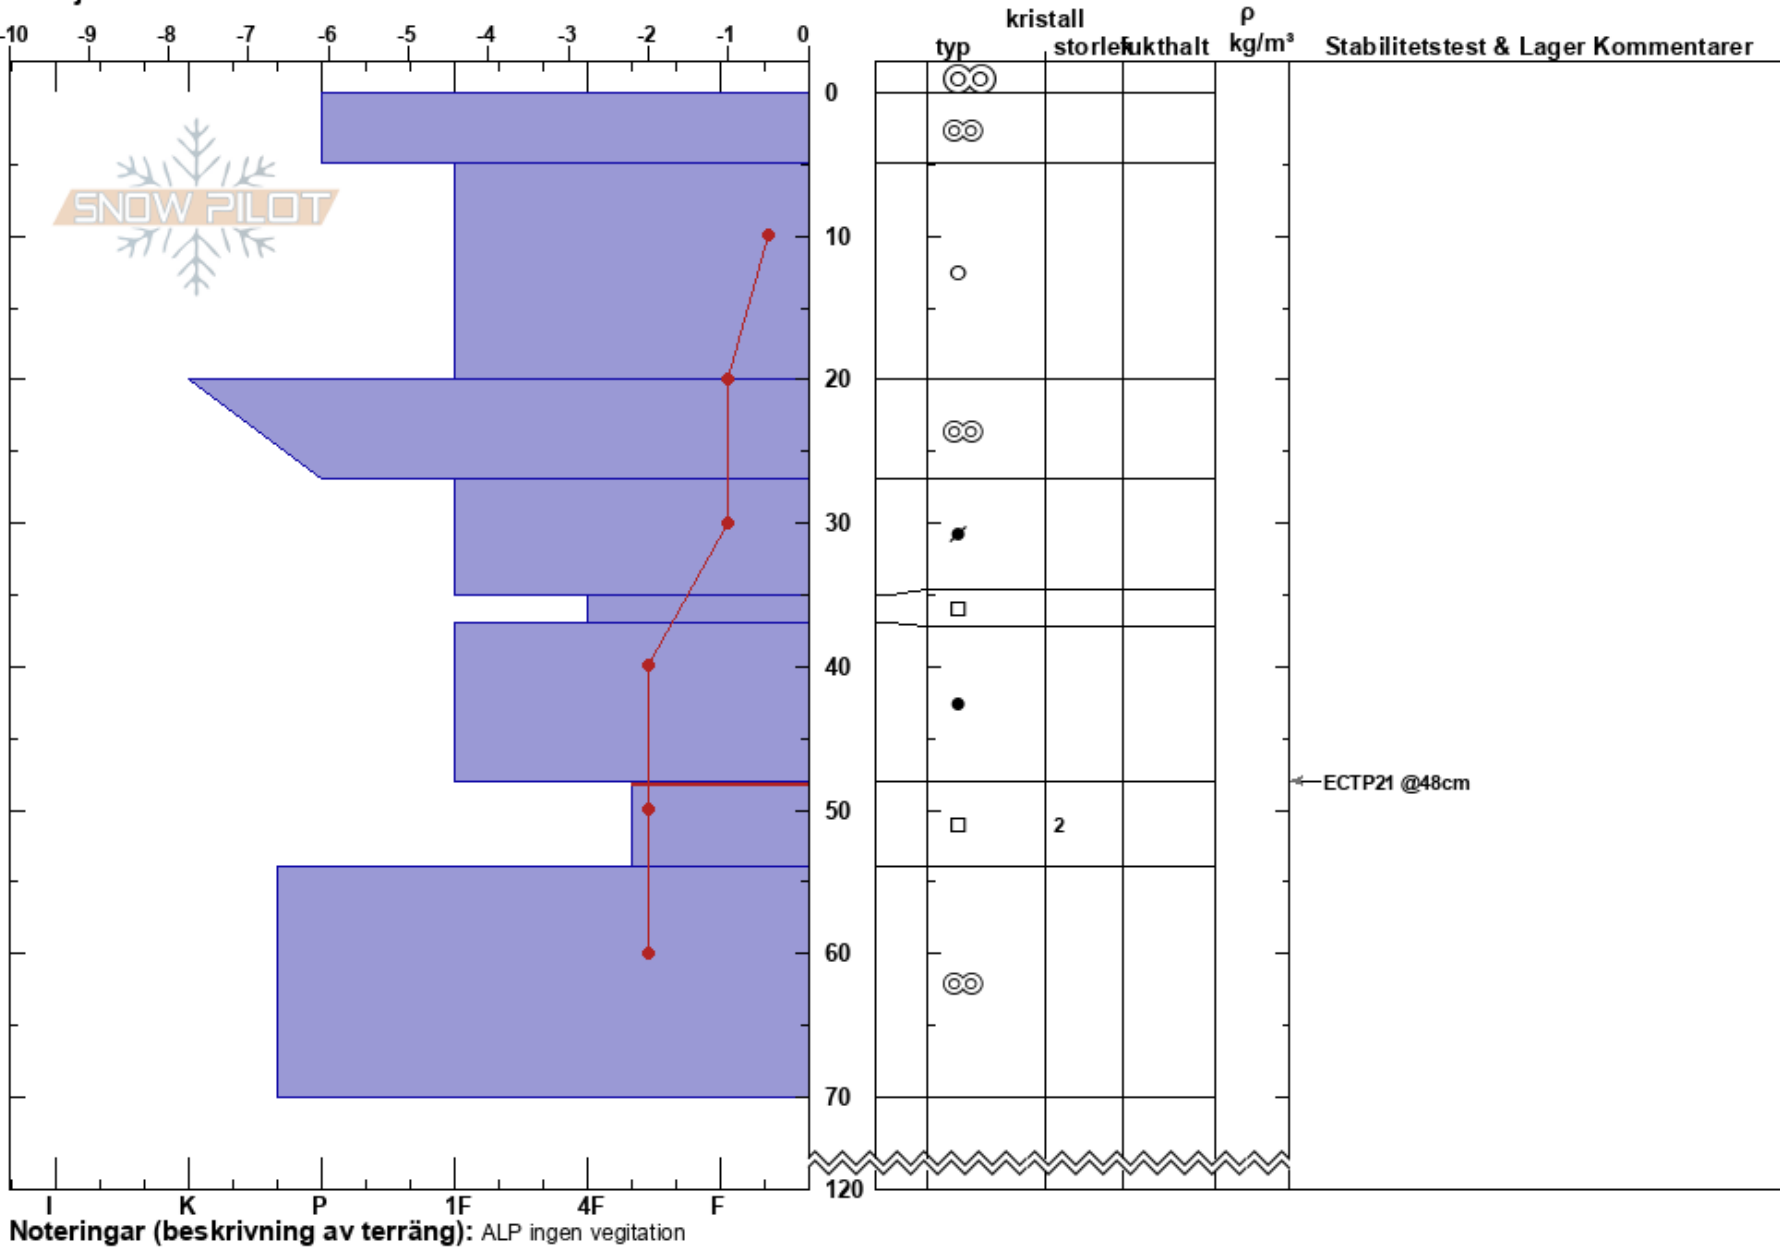 kristall ρ
-10 -9 -8 -7 -6 -5 -4 -3 -2 -1 0
typ storlek fukthalt kg/m³ Stabilitetstest & Lager Kommentarer
0
SNOW PILOT
10
20
30
40
ECTP21 @48cm
50 2
60
70
120
I K P 1F 4F F
Noteringar (beskrivning av terräng): ALP ingen vegitation